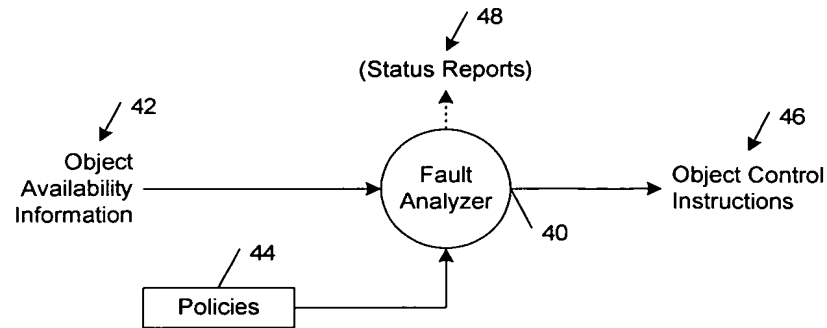 48
(Status Reports)
42
46
Object
Availability
Information
Fault
Analyzer
Object Control
Instructions
40
44
Policies